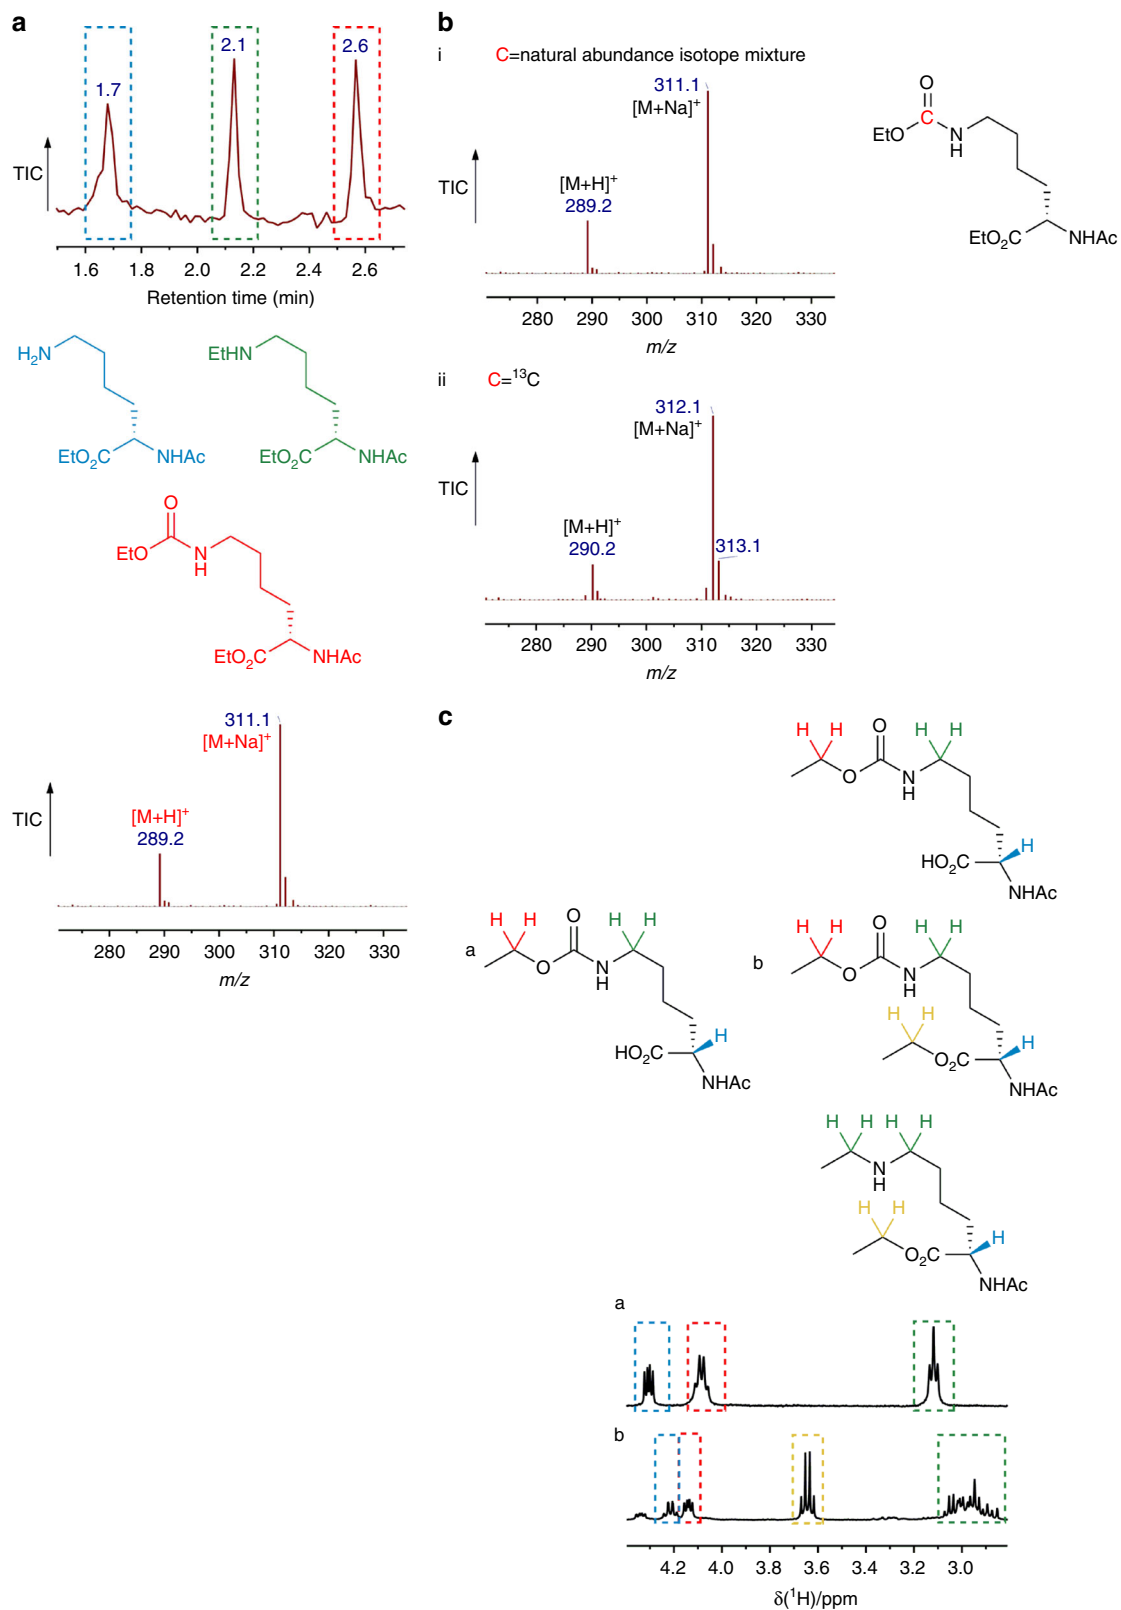 a
1.7
2.1
2.6
TIC
1.6 1.8 2.0 2.2 2.4 2.6
Retention time (min)
H₂N
EtO₂C
NHAc
EtHN
EtO₂C
NHAc
O
EtO
N
H
EtO₂C
NHAc
311.1
[M+Na]⁺
[M+H]⁺
289.2
TIC
280 290 300 310 320 330
m/z
b
i C=natural abundance isotope mixture
311.1
[M+Na]⁺
[M+H]⁺
289.2
TIC
280 290 300 310 320 330
m/z
O
C
EtO
N
H
EtO₂C
NHAc
ii C=¹³C
312.1
[M+Na]⁺
[M+H]⁺
290.2
313.1
TIC
280 290 300 310 320 330
m/z
c
H H O H H
O N
H
HO₂C H
NHAc
a
H H O H H
O N
H
HO₂C H
NHAc
b
H H O H H
O N
H
H H
O₂C H
NHAc
H H H H
N
H
H H
O₂C H
NHAc
a
b
4.2 4.0 3.8 3.6 3.4 3.2 3.0
δ(¹H)/ppm